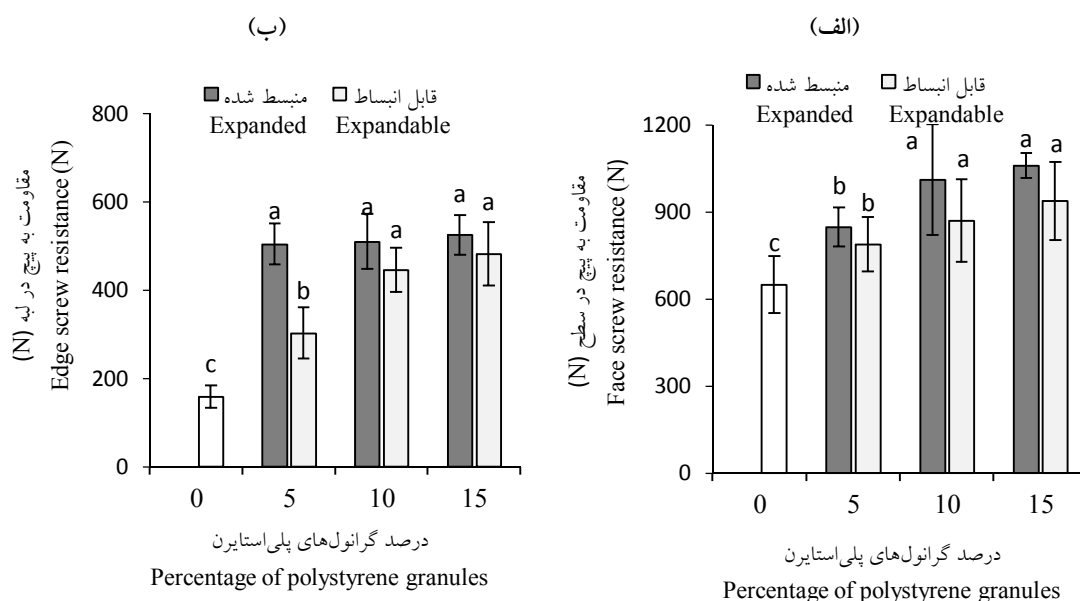 (ب)
منبسط شده قابل انبساط
Expanded Expandable
800
600
400
200
0
a a a a a
b
c
0 5 10 15
مقاومت به پیچ در لبه (N)
Edge screw resistance (N)
درصد گرانول‌های پلی‌استایرن
Percentage of polystyrene granules
(الف)
منبسط شده قابل انبساط
Expanded Expandable
1200
900
600
300
0
a a a a
b b
c
0 5 10 15
مقاومت به پیچ در سطح (N)
Face screw resistance (N)
درصد گرانول‌های پلی‌استایرن
Percentage of polystyrene granules